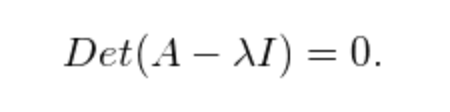 Det(A − λI) = 0.